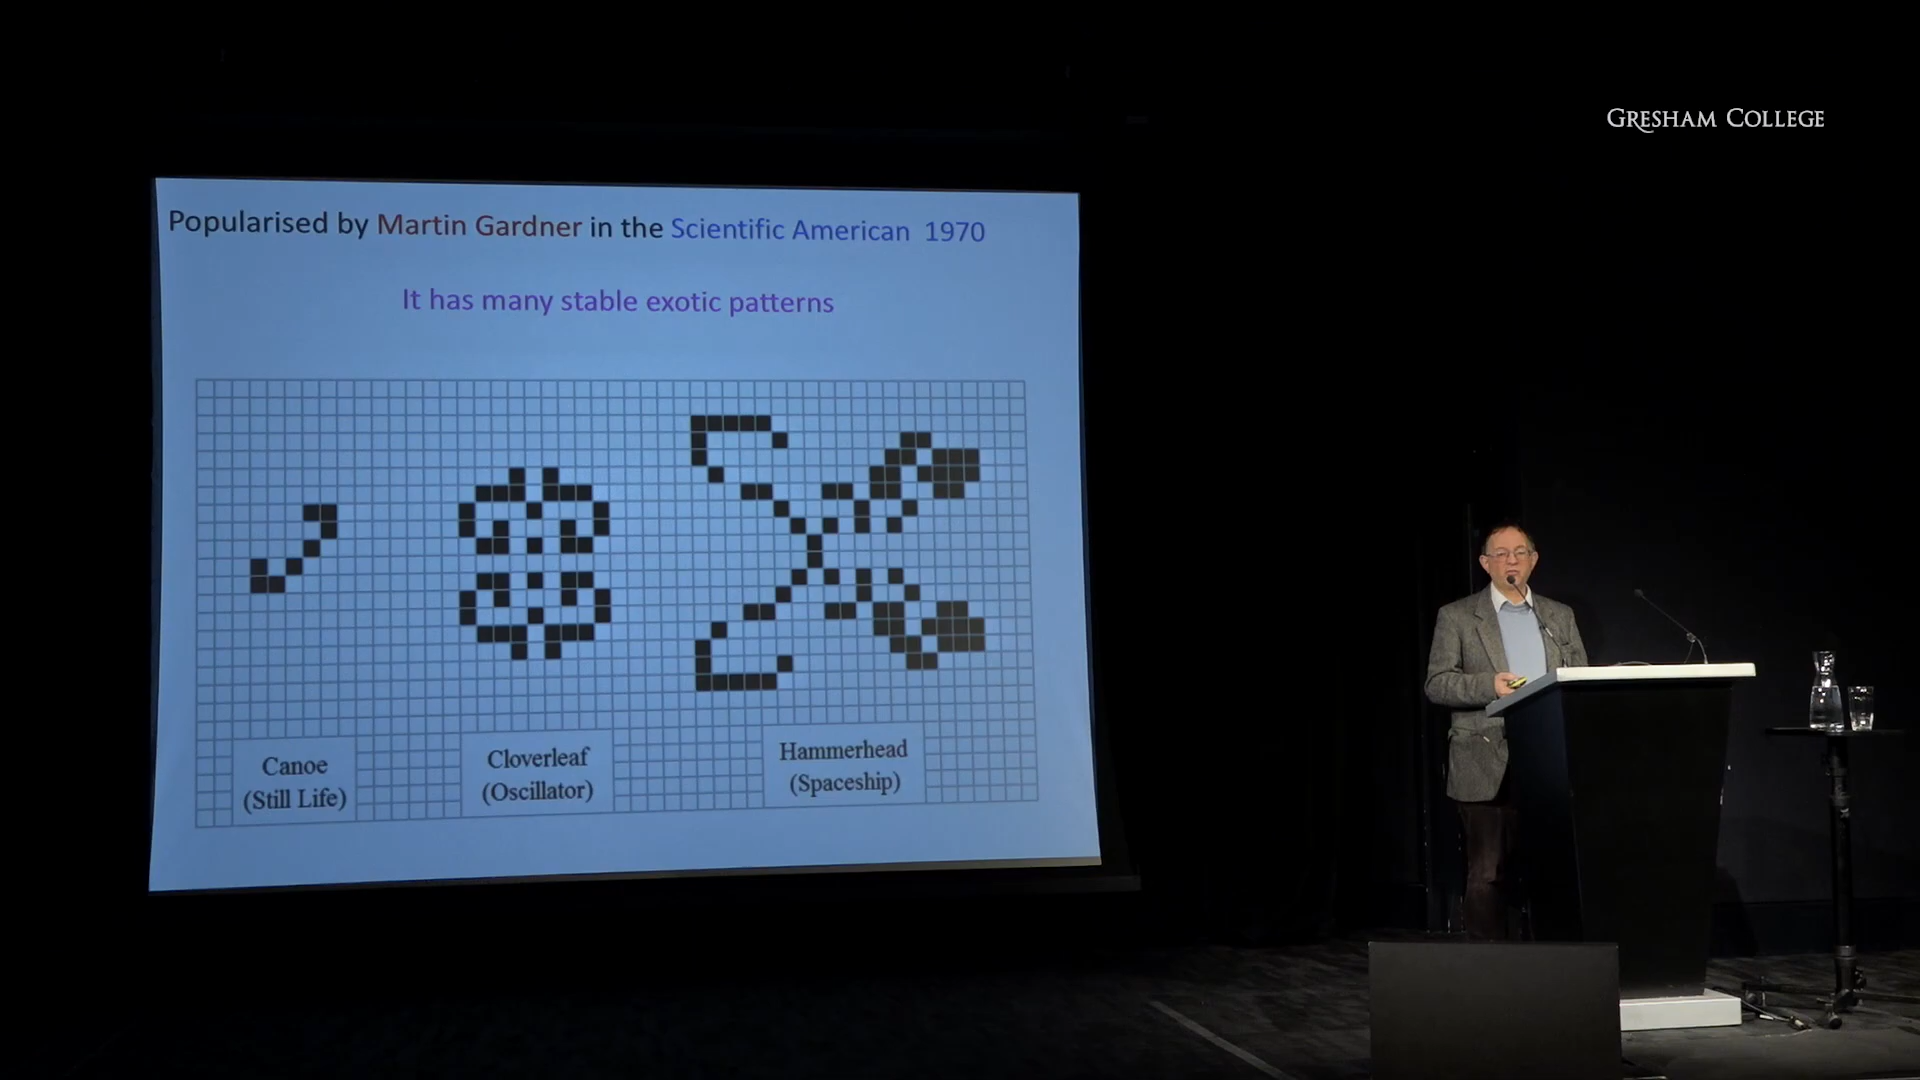 GRESHAM COLLEGE
Popularised by Martin Gardner in the Scientific American 1970
It has many stable exotic patterns
Canoe
(Still Life)
Cloverleaf
(Oscillator)
Hammerhead
(Spaceship)